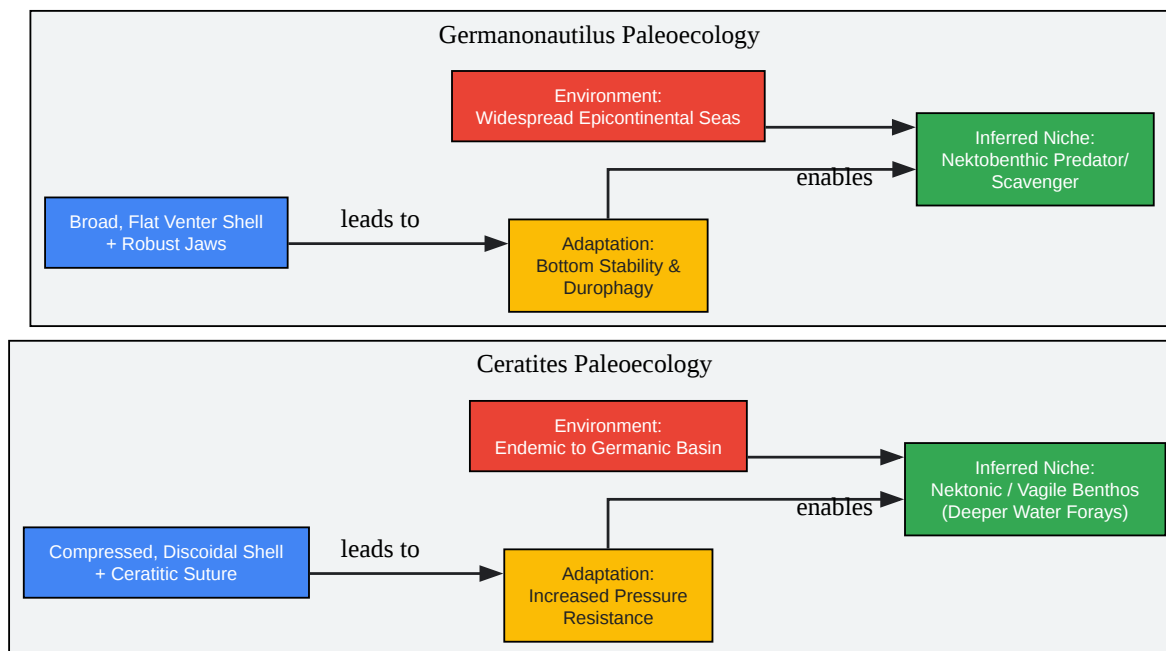 Germanonautilus Paleoecology
Environment:
Widespread Epicontinental Seas
Inferred Niche:
Nektobenthic Predator/
Scavenger
enables
Broad, Flat Venter Shell
+ Robust Jaws
leads to
Adaptation:
Bottom Stability &
Durophagy
Ceratites Paleoecology
Environment:
Endemic to Germanic Basin
Inferred Niche:
Nektonic / Vagile Benthos
(Deeper Water Forays)
enables
Compressed, Discoidal Shell
+ Ceratitic Suture
leads to
Adaptation:
Increased Pressure
Resistance